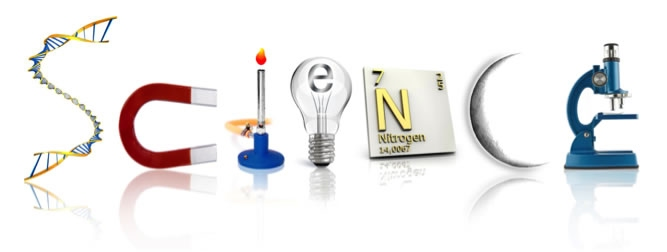 SCieNCE
7
Nitrogen
14,0067